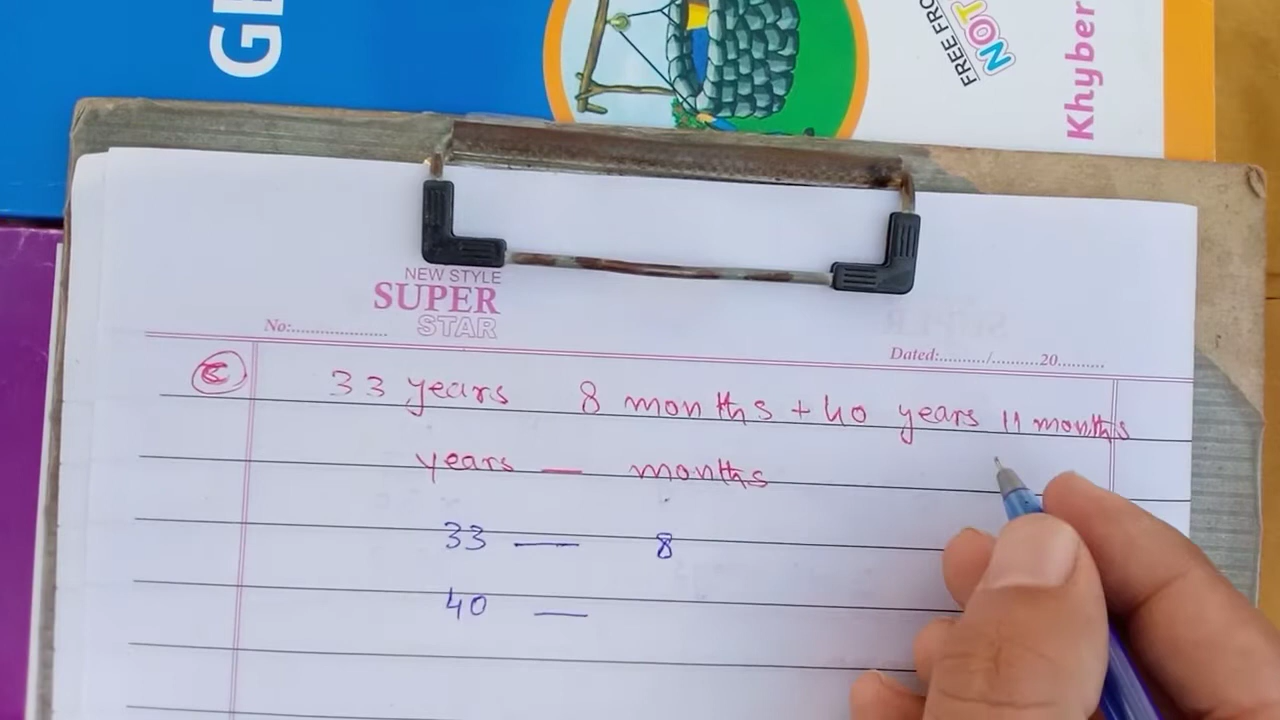 GE
FREE FRO
NOT
Khyber
NEW STYLE
SUPER
STAR
No:..................
Dated:........../..........20..........
33 years 8 months + 40 years 11 months
years — months
33 — 8
40 —